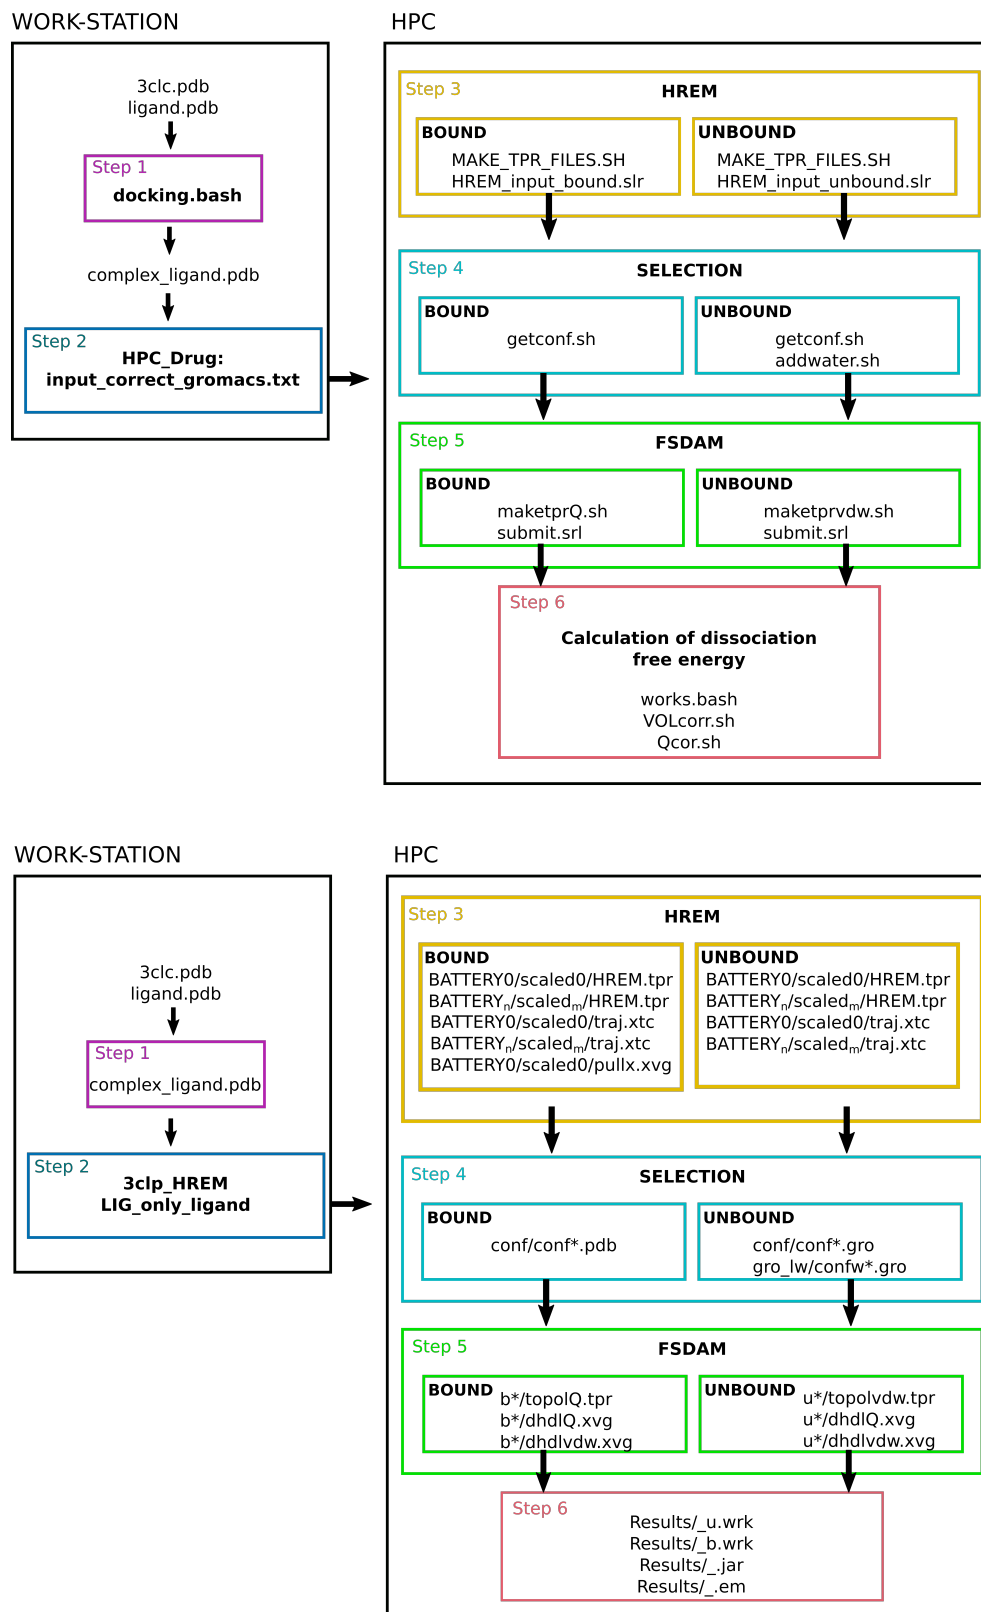 WORK-STATION
3clc.pdb
ligand.pdb
Step 1
docking.bash
complex_ligand.pdb
Step 2
HPC_Drug:
input_correct_gromacs.txt
HPC
Step 3
HREM
BOUND
MAKE_TPR_FILES.SH
HREM_input_bound.slr
UNBOUND
MAKE_TPR_FILES.SH
HREM_input_unbound.slr
Step 4
SELECTION
BOUND
getconf.sh
UNBOUND
getconf.sh
addwater.sh
Step 5
FSDAM
BOUND
maketprQ.sh
submit.srl
UNBOUND
maketprvdw.sh
submit.srl
Step 6
Calculation of dissociation
free energy
works.bash
VOLcorr.sh
Qcor.sh
WORK-STATION
3clc.pdb
ligand.pdb
Step 1
complex_ligand.pdb
Step 2
3clp_HREM
LIG_only_ligand
HPC
Step 3
HREM
BOUND
BATTERY0/scaled0/HREM.tpr
BATTERYn/scaledm/HREM.tpr
BATTERY0/scaled0/traj.xtc
BATTERYn/scaledm/traj.xtc
BATTERY0/scaled0/pullx.xvg
UNBOUND
BATTERY0/scaled0/HREM.tpr
BATTERYn/scaledm/HREM.tpr
BATTERY0/scaled0/traj.xtc
BATTERYn/scaledm/traj.xtc
Step 4
SELECTION
BOUND
conf/conf*.pdb
UNBOUND
conf/conf*.gro
gro_lw/confw*.gro
Step 5
FSDAM
BOUND
b*/topolQ.tpr
b*/dhdlQ.xvg
b*/dhdlvdw.xvg
UNBOUND
u*/topolvdw.tpr
u*/dhdlQ.xvg
u*/dhdlvdw.xvg
Step 6
Results/_u.wrk
Results/_b.wrk
Results/_.jar
Results/_.em